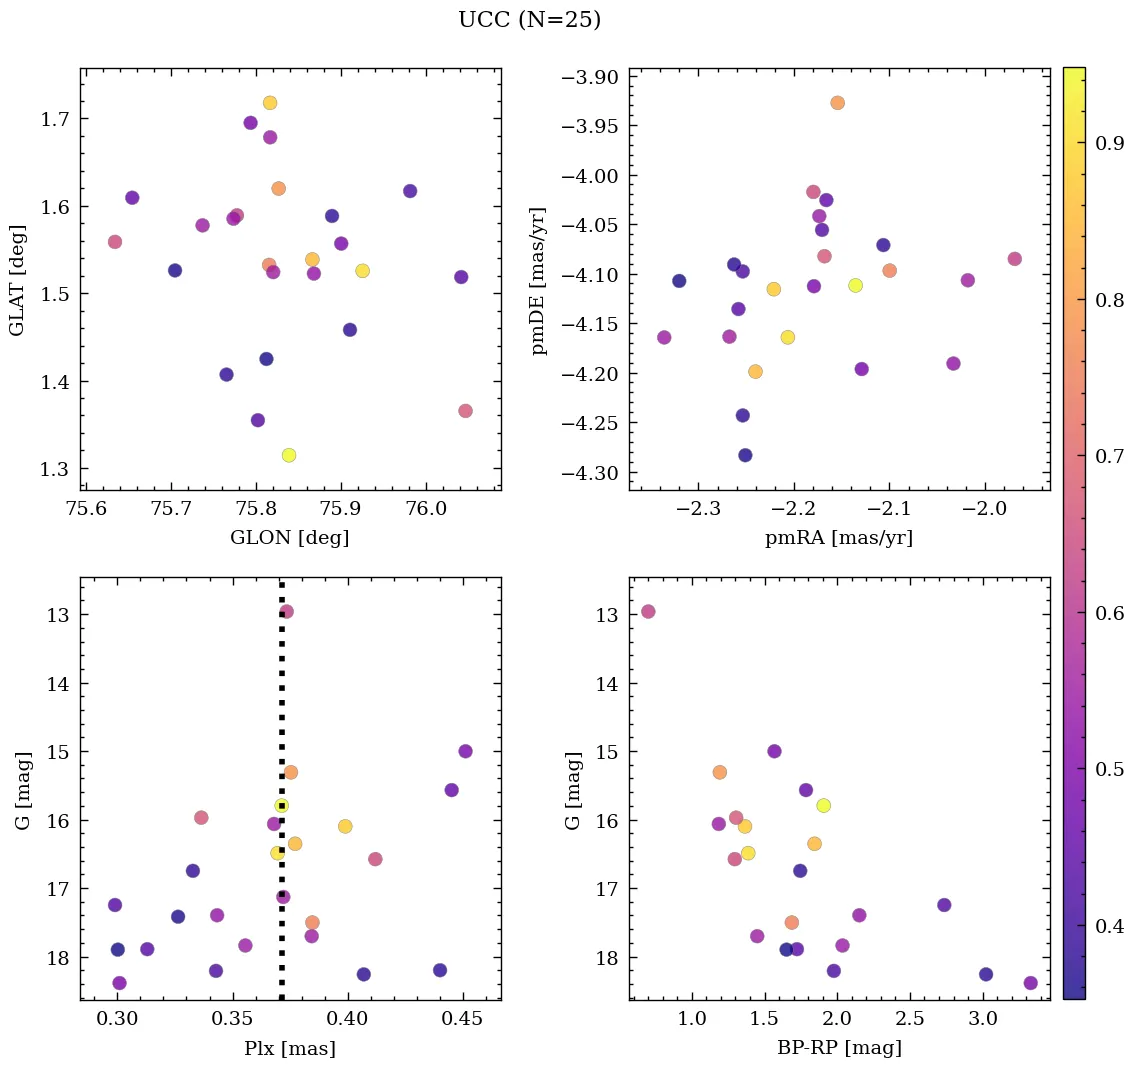 UCC (N=25)
1.7
1.6
1.5
1.4
1.3
GLAT [deg]
75.6 75.7 75.8 75.9 76.0
GLON [deg]
−3.90
−3.95
−4.00
−4.05
−4.10
−4.15
−4.20
−4.25
−4.30
pmDE [mas/yr]
−2.3 −2.2 −2.1 −2.0
pmRA [mas/yr]
13
14
15
16
17
18
G [mag]
0.30 0.35 0.40 0.45
Plx [mas]
13
14
15
16
17
18
G [mag]
1.0 1.5 2.0 2.5 3.0
BP-RP [mag]
0.9
0.8
0.7
0.6
0.5
0.4